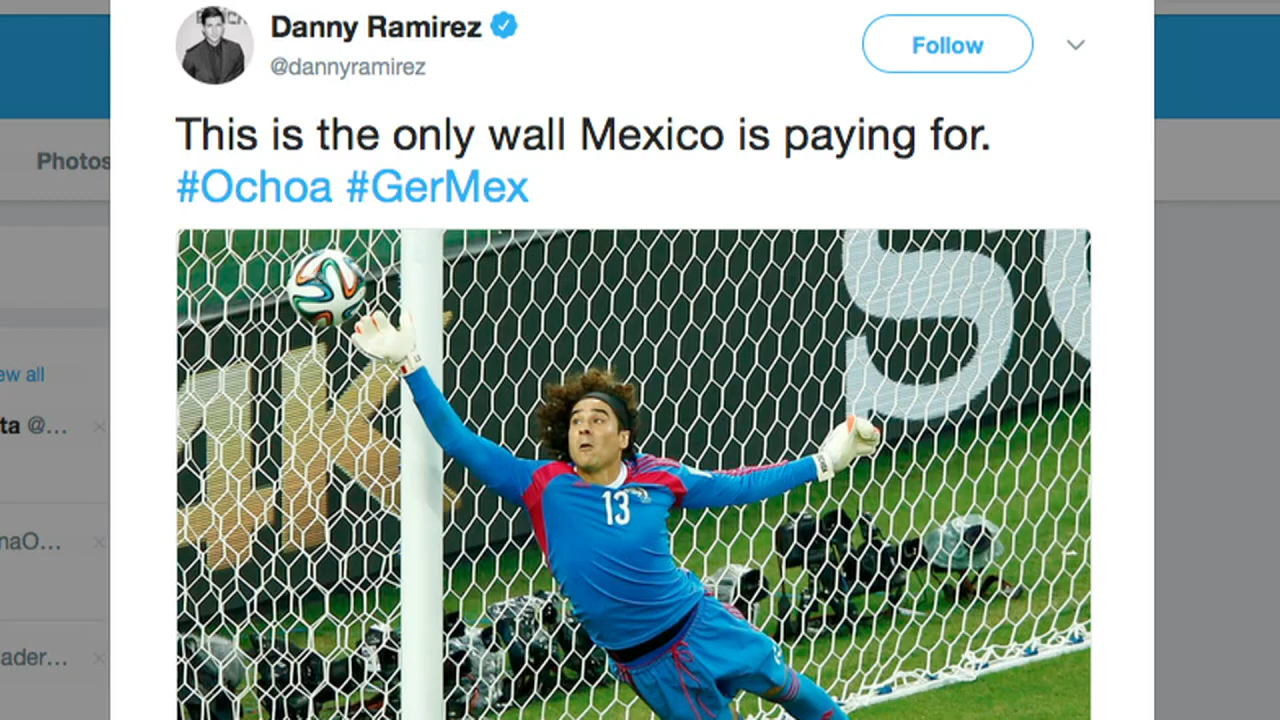 Danny Ramirez
@dannyramirez
Follow
This is the only wall Mexico is paying for.
#Ochoa #GerMex
Photos
ew all
ta @...
naO...
ader...
13